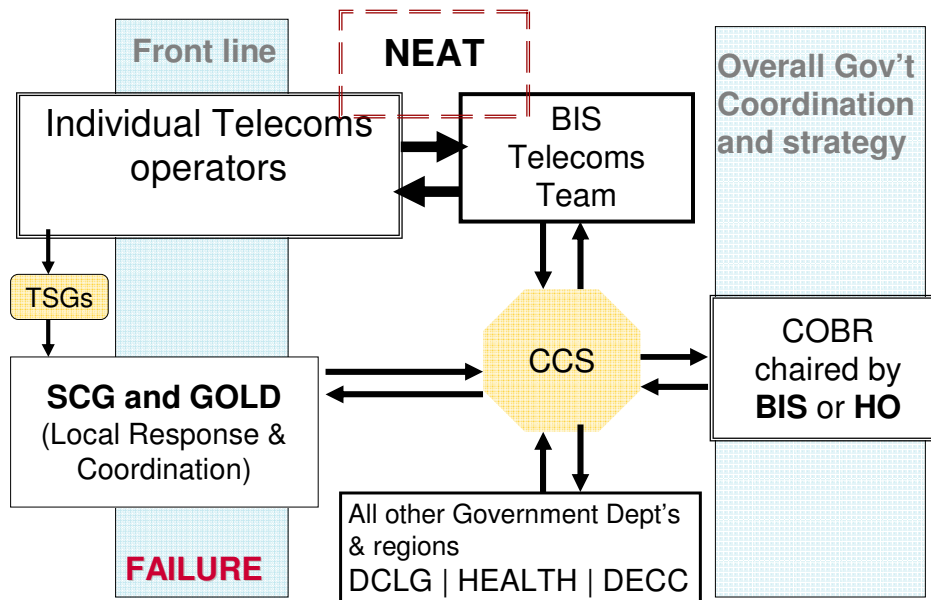 Front line
NEAT
Overall Gov't
Coordination
and strategy
Individual Telecoms
operators
BIS
Telecoms
Team
TSGs
CCS
COBR
chaired by
BIS or HO
SCG and GOLD
(Local Response &
Coordination)
All other Government Dept's
& regions
DCLG | HEALTH | DECC
FAILURE